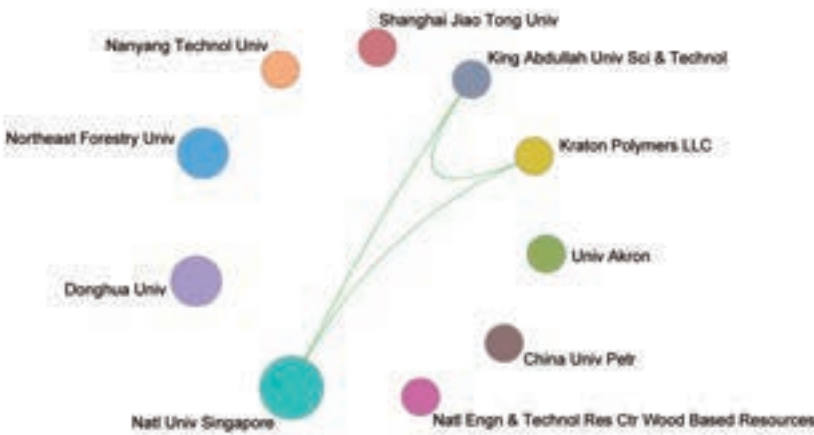 Shanghai Jiao Tong Univ
Nanyang Technol Univ
King Abdullah Univ Sci & Technol
Northeast Forestry Univ
Kraton Polymers LLC
Univ Akron
Donghua Univ
China Univ Petr
Natl Univ Singapore
Natl Engn & Technol Res Ctr Wood Based Resources